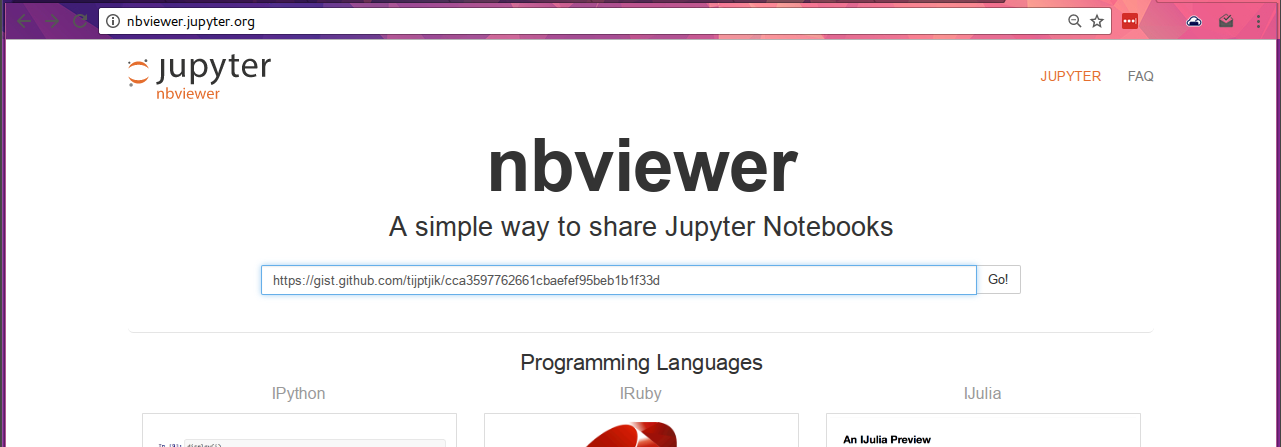 nbviewer.jupyter.org
jupyter
nbviewer
JUPYTER FAQ
nbviewer
A simple way to share Jupyter Notebooks
https://gist.github.com/tijptjik/cca3597762661cbaefef95beb1b1f33d Go!
Programming Languages
IPython IRuby IJulia
An IJulia Preview